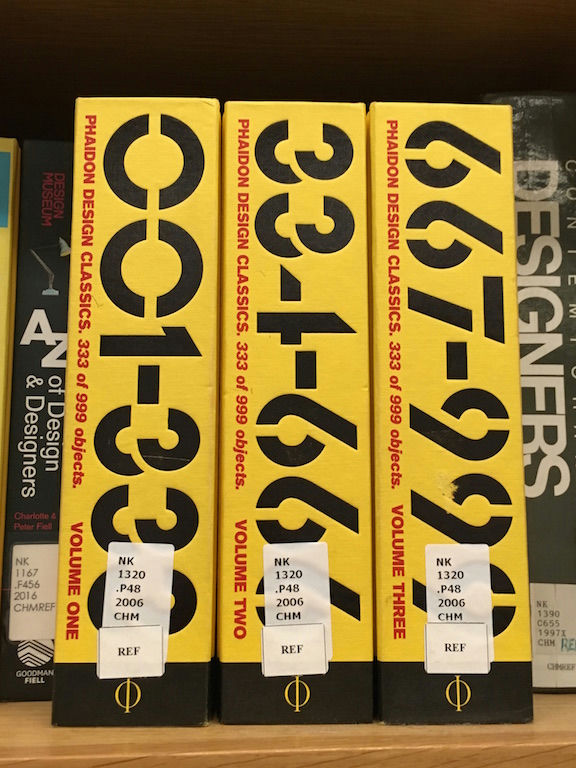 DESIGN
MUSEUM
AZ
of Design
& Designers
Charlotte &
Peter Fiell
NK
1167
.F456
2016
CHMREF
GOODMAN
FIELL
001-333
PHAIDON DESIGN CLASSICS. 333 of 999 objects. VOLUME ONE
NK
1320
.P48
2006
CHM
REF
334-666
PHAIDON DESIGN CLASSICS. 333 of 999 objects. VOLUME TWO
NK
1320
.P48
2006
CHM
REF
667-999
PHAIDON DESIGN CLASSICS. 333 of 999 objects. VOLUME THREE
NK
1320
.P48
2006
CHM
REF
DESIGNERS
NK
1390
C655
1997X
CHM
CHMREF